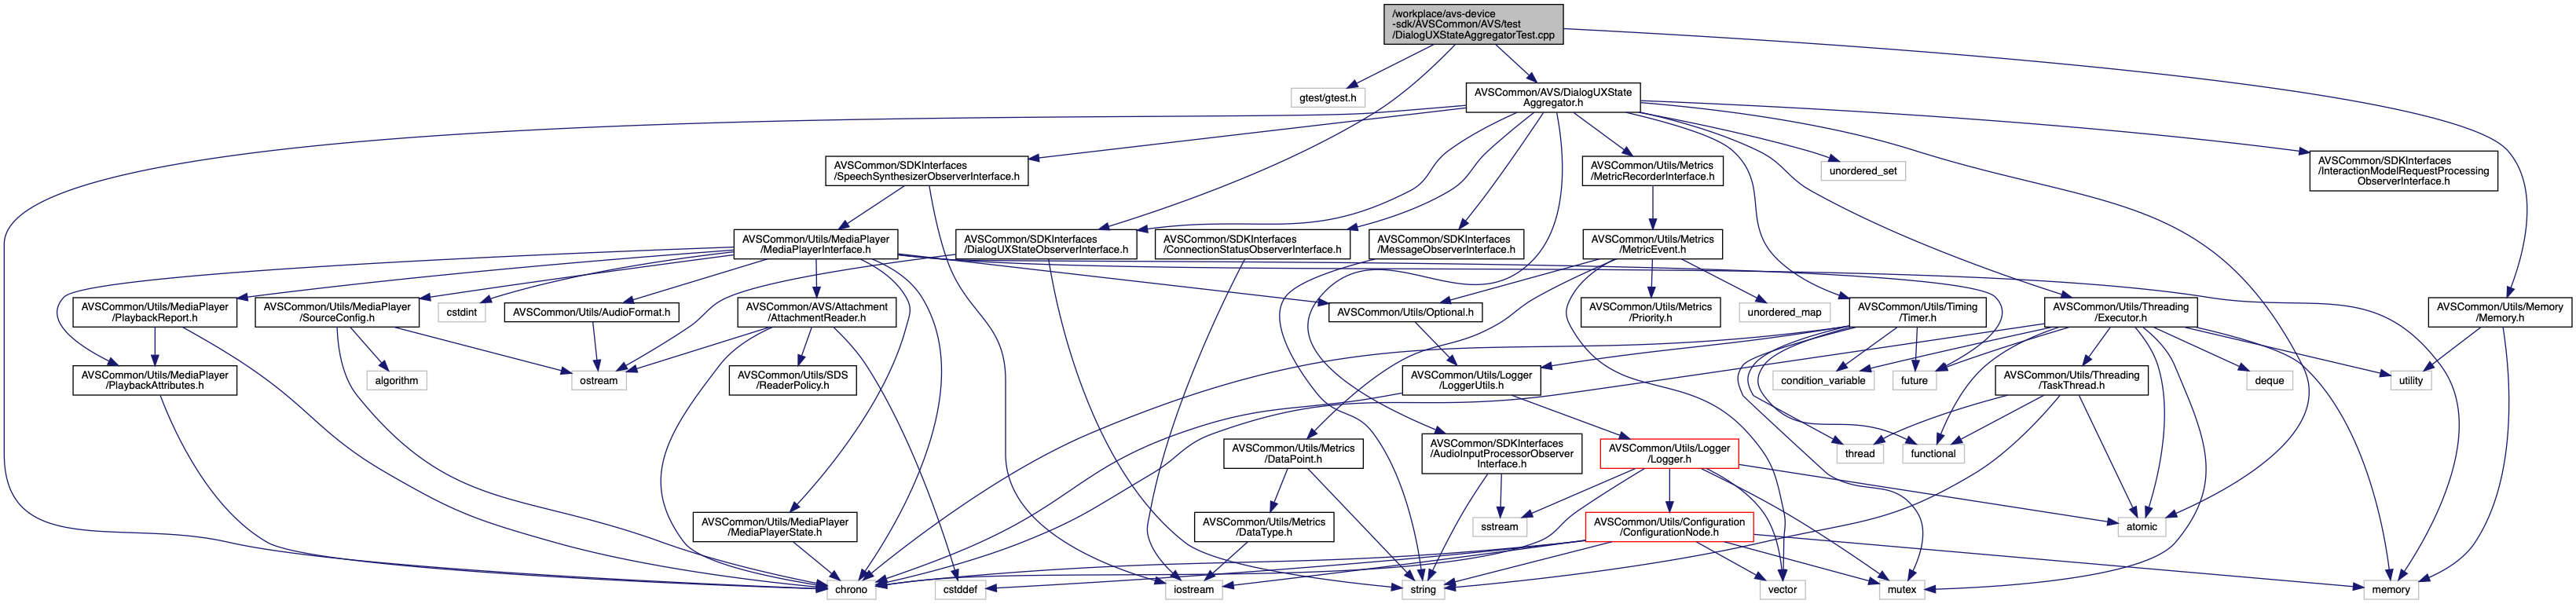 /workplace/avs-device
-sdk/AVSCommon/AVS/test
/DialogUXStateAggregatorTest.cpp
gtest/gtest.h
AVSCommon/AVS/DialogUXState
Aggregator.h
AVSCommon/SDKInterfaces
/SpeechSynthesizerObserverInterface.h
AVSCommon/Utils/Metrics
/MetricRecorderInterface.h
unordered_set
AVSCommon/SDKInterfaces
/InteractionModelRequestProcessing
ObserverInterface.h
AVSCommon/Utils/MediaPlayer
/MediaPlayerInterface.h
AVSCommon/SDKInterfaces
/DialogUXStateObserverInterface.h
AVSCommon/SDKInterfaces
/ConnectionStatusObserverInterface.h
AVSCommon/SDKInterfaces
/MessageObserverInterface.h
AVSCommon/Utils/Metrics
/MetricEvent.h
AVSCommon/Utils/MediaPlayer
/PlaybackReport.h
AVSCommon/Utils/MediaPlayer
/SourceConfig.h
cstdint
AVSCommon/Utils/AudioFormat.h
AVSCommon/AVS/Attachment
/AttachmentReader.h
AVSCommon/Utils/Optional.h
AVSCommon/Utils/Metrics
/Priority.h
unordered_map
AVSCommon/Utils/Timing
/Timer.h
AVSCommon/Utils/Threading
/Executor.h
AVSCommon/Utils/Memory
/Memory.h
AVSCommon/Utils/MediaPlayer
/PlaybackAttributes.h
algorithm
ostream
AVSCommon/Utils/SDS
/ReaderPolicy.h
AVSCommon/Utils/Logger
/LoggerUtils.h
condition_variable
future
AVSCommon/Utils/Threading
/TaskThread.h
deque
utility
AVSCommon/Utils/Metrics
/DataPoint.h
AVSCommon/SDKInterfaces
/AudioInputProcessorObserver
Interface.h
AVSCommon/Utils/Logger
/Logger.h
thread
functional
AVSCommon/Utils/MediaPlayer
/MediaPlayerState.h
AVSCommon/Utils/Metrics
/DataType.h
sstream
AVSCommon/Utils/Configuration
/ConfigurationNode.h
atomic
chrono
cstddef
iostream
string
vector
mutex
memory